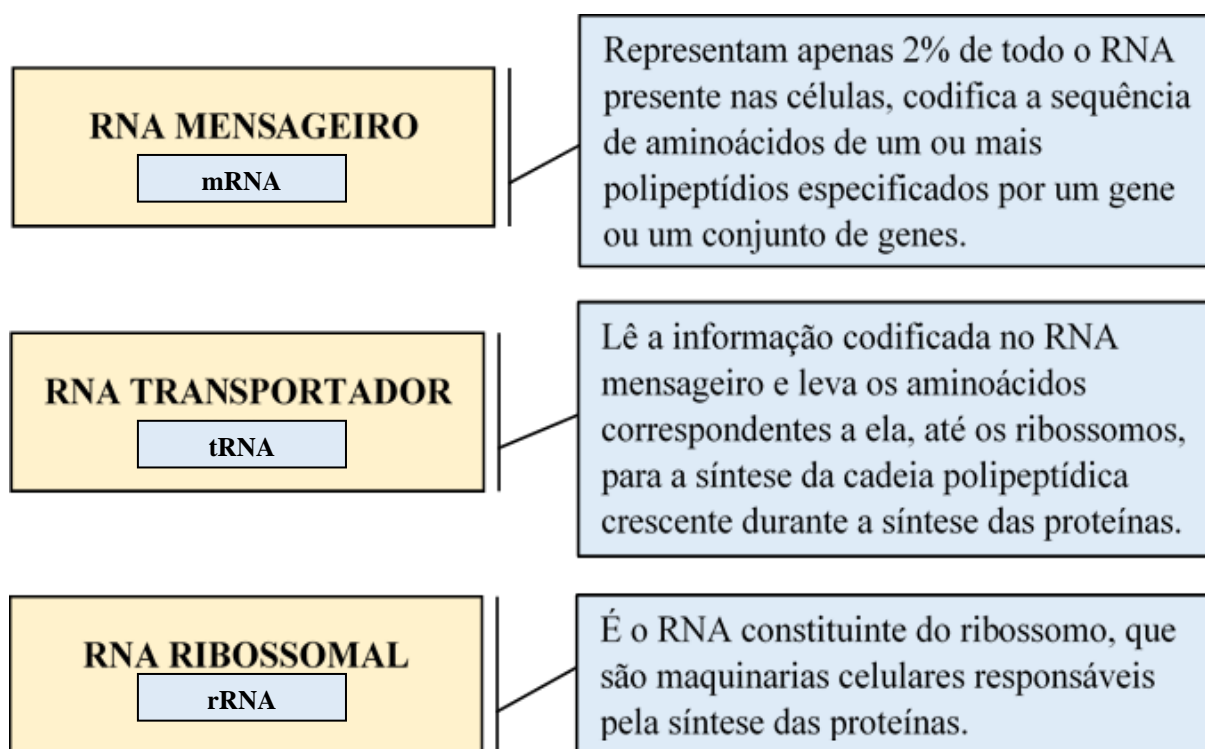 RNA MENSAGEIRO
mRNA
Representam apenas 2% de todo o RNA
presente nas células, codifica a sequência
de aminoácidos de um ou mais
polipeptídios especificados por um gene
ou um conjunto de genes.
RNA TRANSPORTADOR
tRNA
Lê a informação codificada no RNA
mensageiro e leva os aminoácidos
correspondentes a ela, até os ribossomos,
para a síntese da cadeia polipeptídica
crescente durante a síntese das proteínas.
RNA RIBOSSOMAL
rRNA
É o RNA constituinte do ribossomo, que
são maquinarias celulares responsáveis
pela síntese das proteínas.